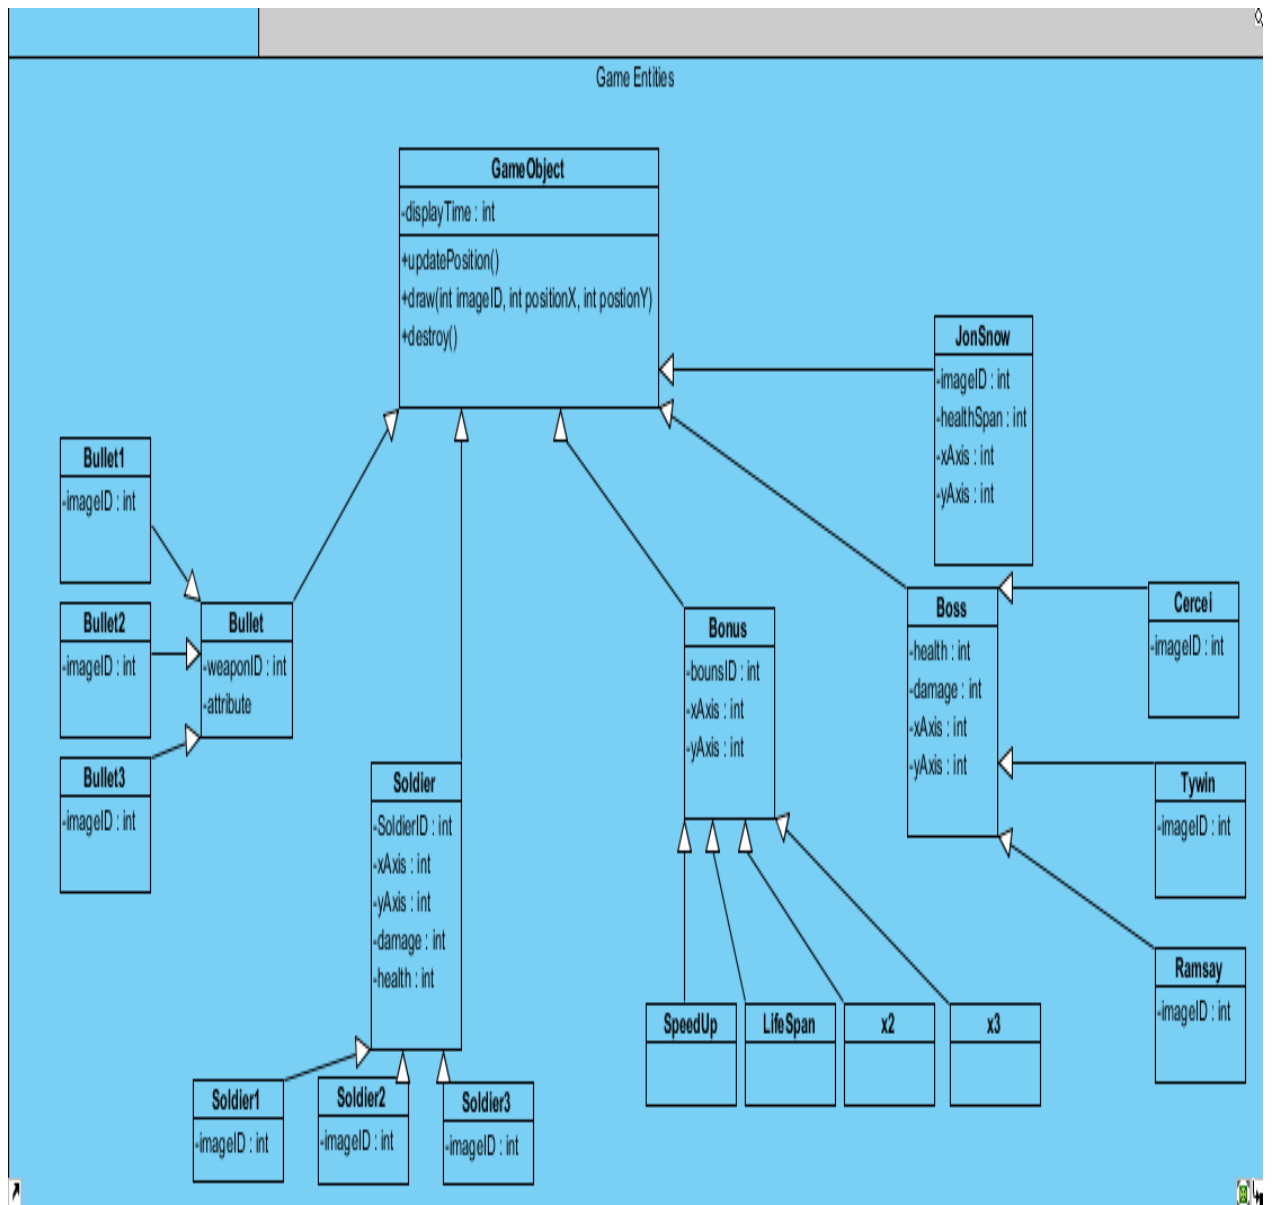 Game Entities
GameObject
-displayTime : int
+updatePosition()
+draw(int imageID, int positionX, int postionY)
+destroy()
JonSnow
-imageID : int
-healthSpan : int
-xAxis : int
-yAxis : int
Bullet1
-imageID : int
Bullet2
-imageID : int
Bullet3
-imageID : int
Bullet
-weaponID : int
-attribute
Soldier
-SoldierID : int
-xAxis : int
-yAxis : int
-damage : int
-health : int
Bonus
-bounsID : int
-xAxis : int
-yAxis : int
Boss
-health : int
-damage : int
-xAxis : int
-yAxis : int
Cercei
-imageID : int
Tywin
-imageID : int
Ramsay
-imageID : int
SpeedUp
LifeSpan
x2
x3
Soldier1
-imageID : int
Soldier2
-imageID : int
Soldier3
-imageID : int